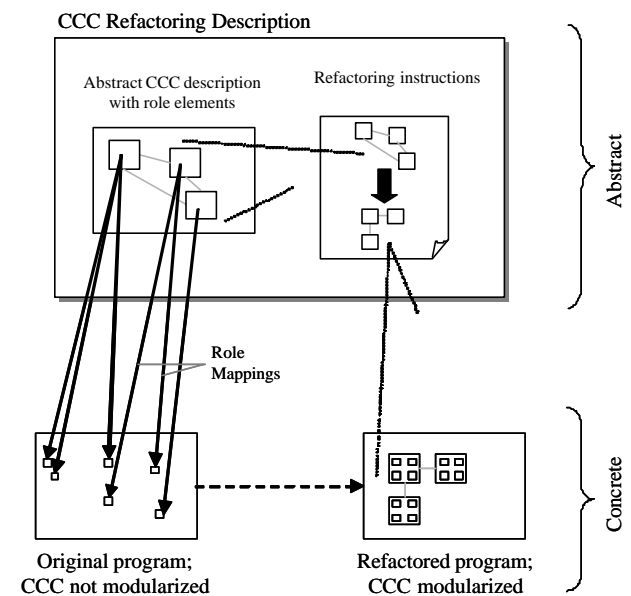 CCC Refactoring Description
Abstract CCC description
with role elements
Refactoring instructions
Abstract
Role
Mappings
Concrete
Original program;
CCC not modularized
Refactored program;
CCC modularized